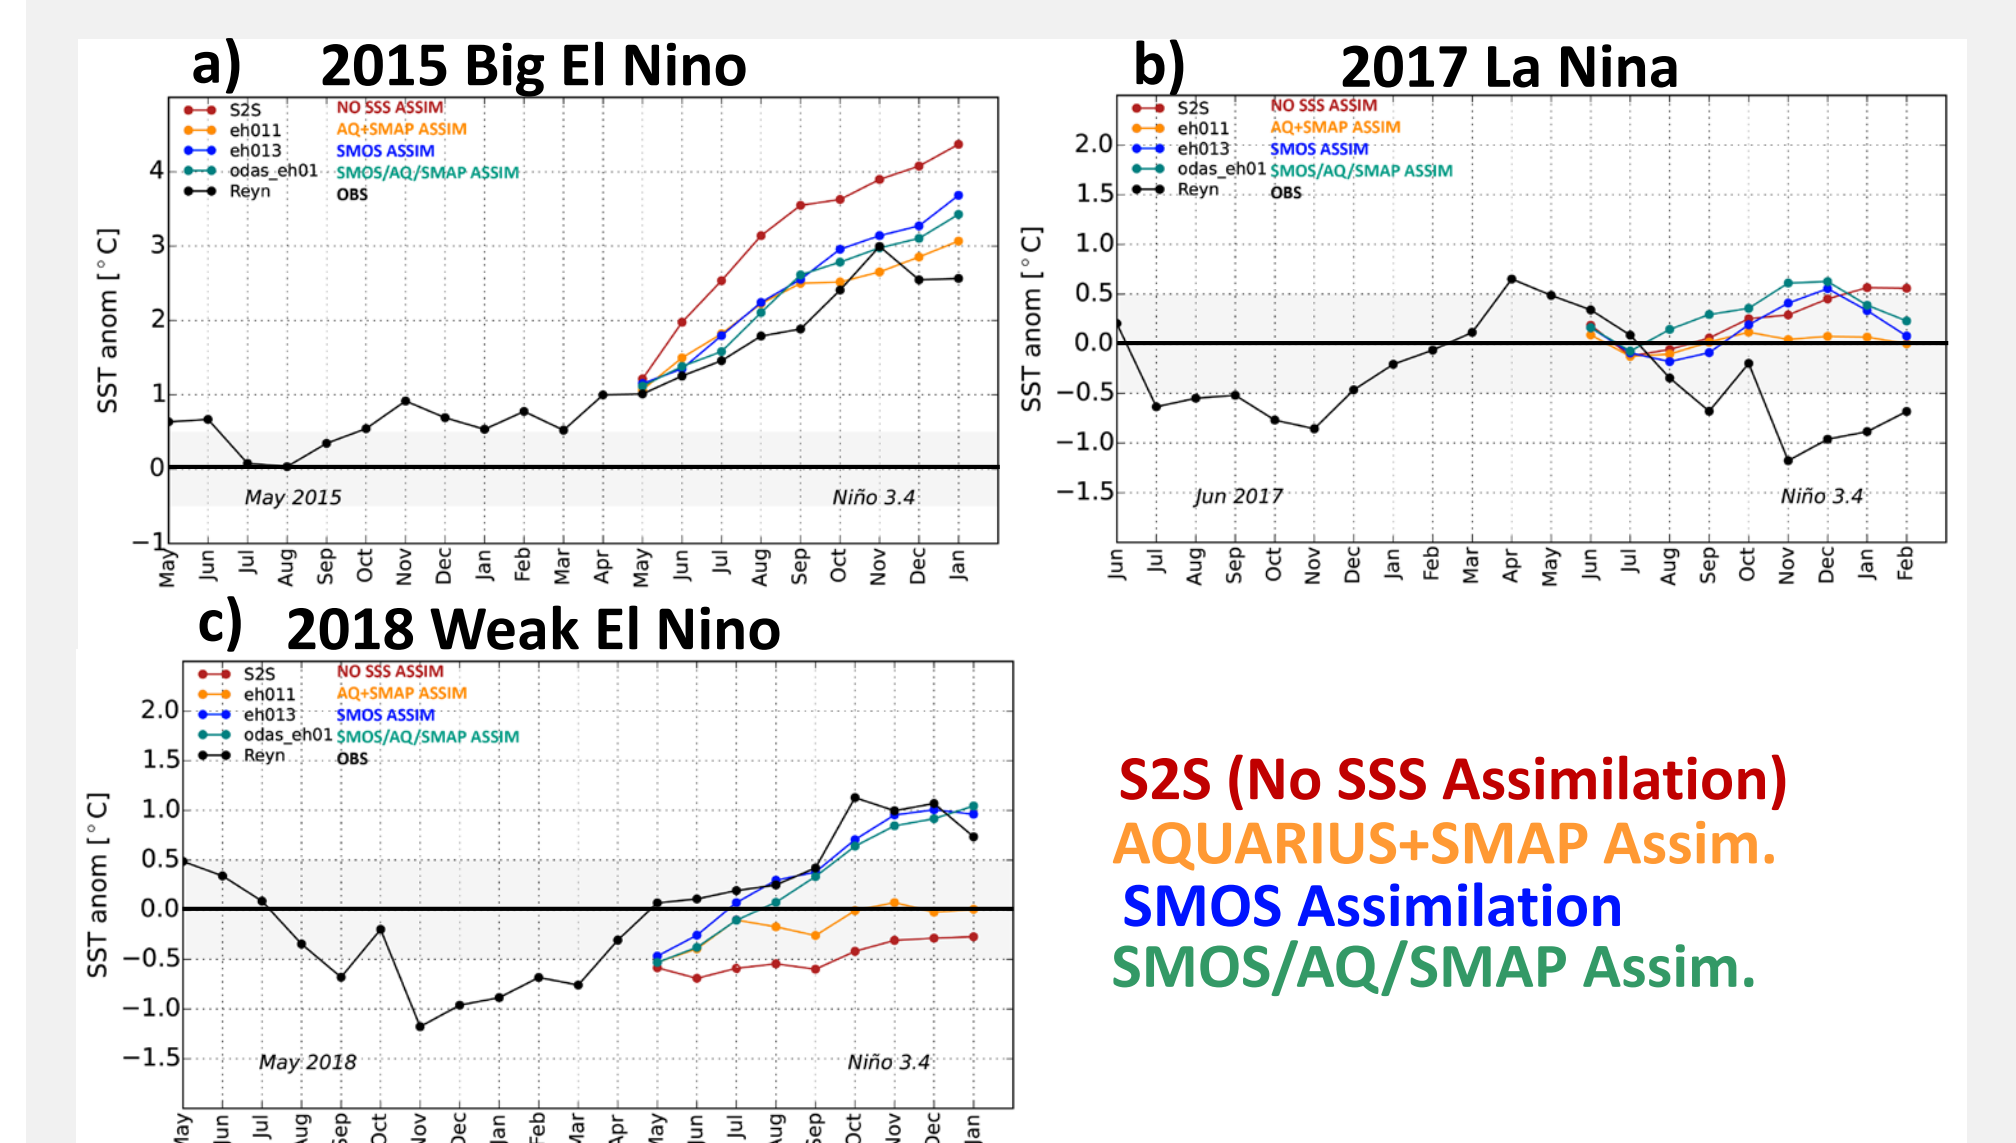 a) 2015 Big El Nino
S2S NO SSS ASSIM
eh011 AQ+SMAP ASSIM
eh013 SMOS ASSIM
odas_eh01 SMOS/AQ/SMAP ASSIM
Reyn OBS
SST anom [°C]
4
3
2
1
0
−1
May 2015 Niño 3.4
May Jun Jul Aug Sep Oct Nov Dec Jan Feb Mar Apr May Jun Jul Aug Sep Oct Nov Dec Jan
b) 2017 La Nina
S2S NO SSS ASSIM
eh011 AQ+SMAP ASSIM
eh013 SMOS ASSIM
odas_eh01 SMOS/AQ/SMAP ASSIM
Reyn OBS
SST anom [°C]
2.0
1.5
1.0
0.5
0.0
−0.5
−1.0
−1.5
Jun 2017 Niño 3.4
Jun Jul Aug Sep Oct Nov Dec Jan Feb Mar Apr May Jun Jul Aug Sep Oct Nov Dec Jan Feb
c) 2018 Weak El Nino
S2S NO SSS ASSIM
eh011 AQ+SMAP ASSIM
eh013 SMOS ASSIM
odas_eh01 SMOS/AQ/SMAP ASSIM
Reyn OBS
SST anom [°C]
2.0
1.5
1.0
0.5
0.0
−0.5
−1.0
−1.5
May 2018 Niño 3.4
May Jun Jul Aug Sep Oct Nov Dec Jan Feb Mar Apr May Jun Jul Aug Sep Oct Nov Dec Jan
S2S (No SSS Assimilation)
AQUARIUS+SMAP Assim.
SMOS Assimilation
SMOS/AQ/SMAP Assim.